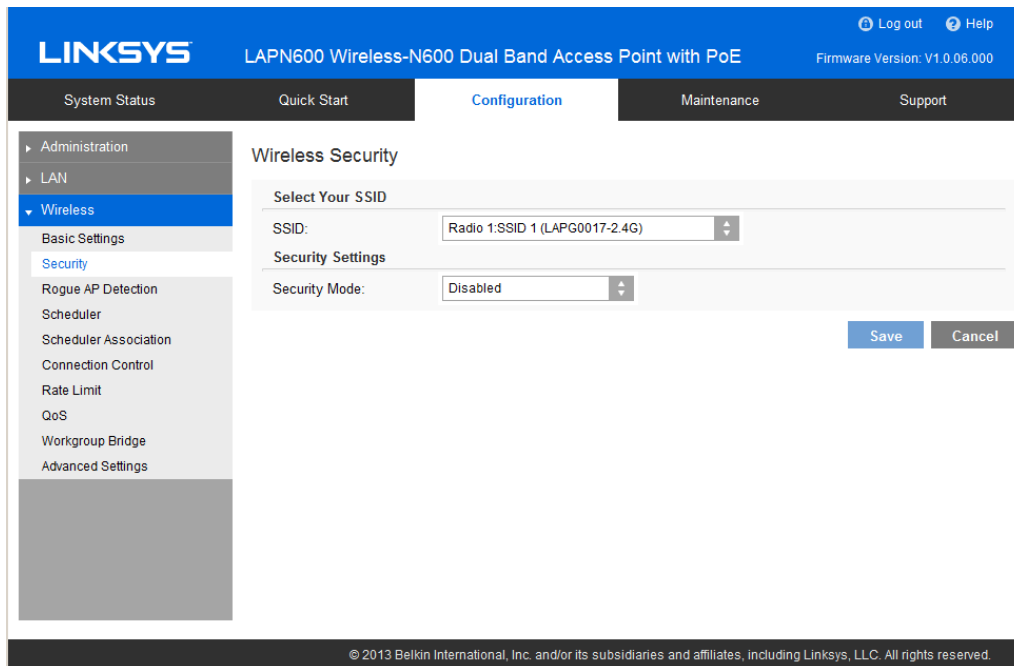 Log out Help
LINKSYS LAPN600 Wireless-N600 Dual Band Access Point with PoE Firmware Version: V1.0.06.000
System Status Quick Start Configuration Maintenance Support
Administration
LAN
Wireless
Basic Settings
Security
Rogue AP Detection
Scheduler
Scheduler Association
Connection Control
Rate Limit
QoS
Workgroup Bridge
Advanced Settings
Wireless Security
Select Your SSID
SSID: Radio 1:SSID 1 (LAPG0017-2.4G)
Security Settings
Security Mode: Disabled
Save Cancel
© 2013 Belkin International, Inc. and/or its subsidiaries and affiliates, including Linksys, LLC. All rights reserved.